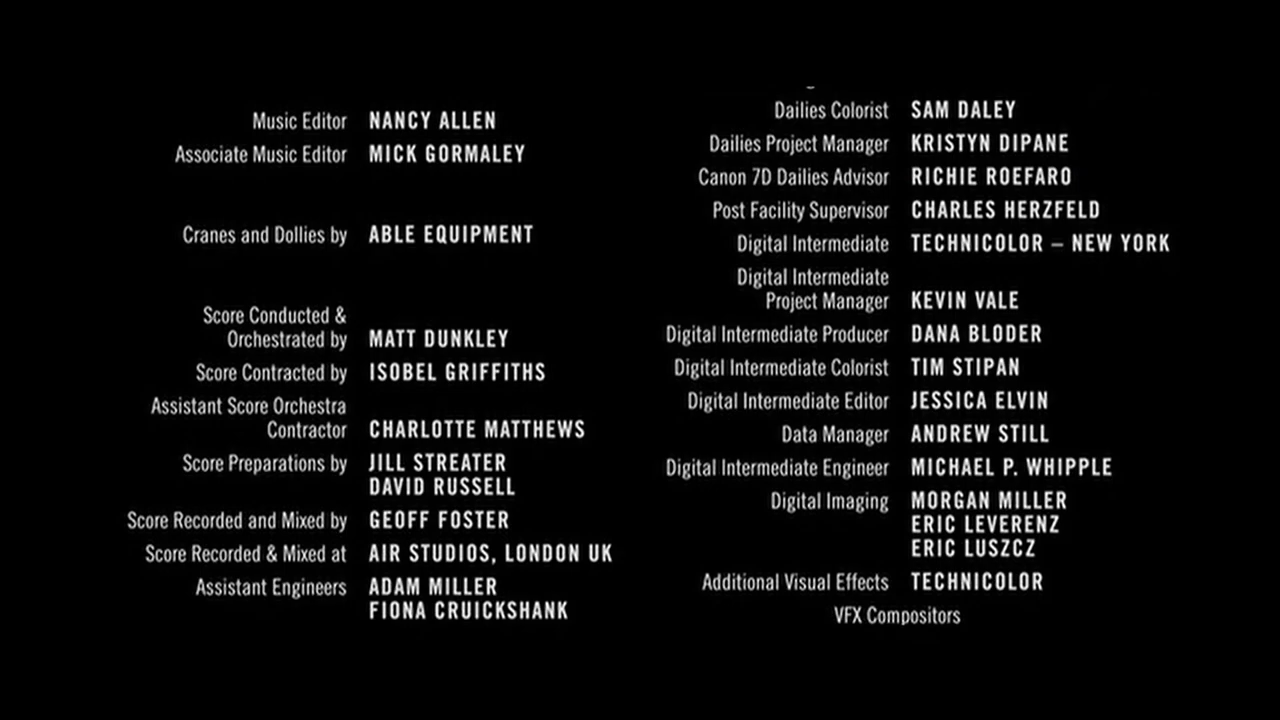 Music Editor NANCY ALLEN
Associate Music Editor MICK GORMALEY
Cranes and Dollies by ABLE EQUIPMENT
Score Conducted &
Orchestrated by MATT DUNKLEY
Score Contracted by ISOBEL GRIFFITHS
Assistant Score Orchestra
Contractor CHARLOTTE MATTHEWS
Score Preparations by JILL STREATER
DAVID RUSSELL
Score Recorded and Mixed by GEOFF FOSTER
Score Recorded & Mixed at AIR STUDIOS, LONDON UK
Assistant Engineers ADAM MILLER
FIONA CRUICKSHANK
Dailies Colorist SAM DALEY
Dailies Project Manager KRISTYN DIPANE
Canon 7D Dailies Advisor RICHIE ROEFARO
Post Facility Supervisor CHARLES HERZFELD
Digital Intermediate TECHNICOLOR – NEW YORK
Digital Intermediate
Project Manager KEVIN VALE
Digital Intermediate Producer DANA BLODER
Digital Intermediate Colorist TIM STIPAN
Digital Intermediate Editor JESSICA ELVIN
Data Manager ANDREW STILL
Digital Intermediate Engineer MICHAEL P. WHIPPLE
Digital Imaging MORGAN MILLER
ERIC LEVERENZ
ERIC LUSZCZ
Additional Visual Effects TECHNICOLOR
VFX Compositors